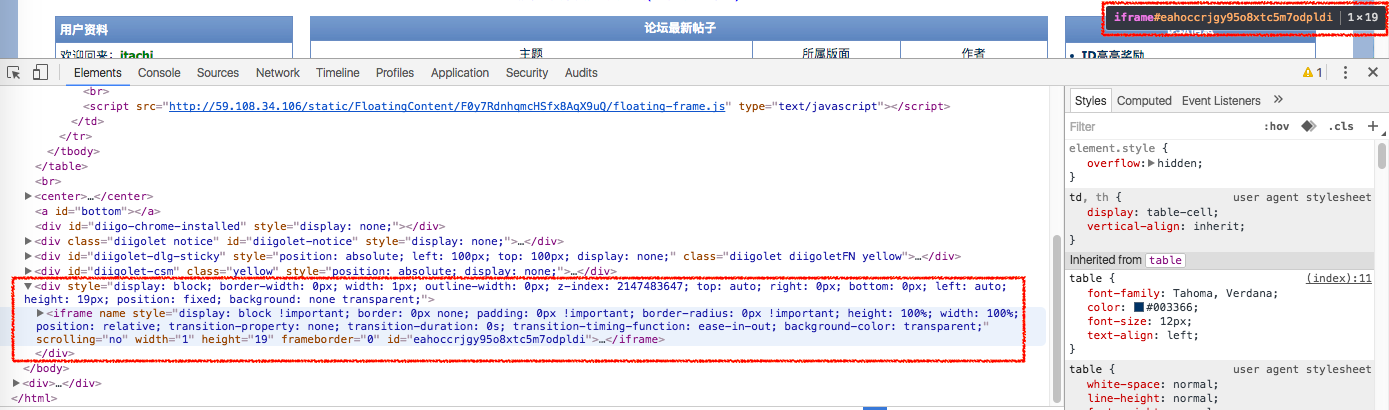 iframe#eahoccrjgy95o8xtc5m7odpldi | 1×19
用户资料
论坛最新帖子
欢迎回来：itachi
主题
所属版面
作者
• ID高亮奖励
Elements Console Sources Network Timeline Profiles Application Security Audits 1
<br>
<script src="http://59.108.34.106/static/FloatingContent/F0y7RdnhqmcHSfx8AqX9uQ/floating-frame.js" type="text/javascript"></script>
</td>
</tr>
</tbody>
</table>
<br>
<center>…</center>
<a id="bottom"></a>
<div id="diigo-chrome-installed" style="display: none;"></div>
<div class="diigolet notice" id="diigolet-notice" style="display: none;">…</div>
<div id="diigolet-dlg-sticky" style="position: absolute; left: 100px; top: 100px; display: none;" class="diigolet diigoletFN yellow">…</div>
<div id="diigolet-csm" class="yellow" style="position: absolute; display: none;">…</div>
<div style="display: block; border-width: 0px; width: 1px; outline-width: 0px; z-index: 2147483647; top: auto; right: 0px; bottom: 0px; left: auto;
height: 19px; position: fixed; background: none transparent;">
<iframe name style="display: block !important; border: 0px none; padding: 0px !important; border-radius: 0px !important; height: 100%; width: 100%;
position: relative; transition-property: none; transition-duration: 0s; transition-timing-function: ease-in-out; background-color: transparent;"
scrolling="no" width="1" height="19" frameborder="0" id="eahoccrjgy95o8xtc5m7odpldi">…</iframe>
</div>
</body>
<div>…</div>
</html>
Styles Computed Event Listeners »
Filter :hov .cls +
element.style {
overflow: hidden;
}
td, th { user agent stylesheet
display: table-cell;
vertical-align: inherit;
}
Inherited from table
table { (index):11
font-family: Tahoma, Verdana;
color: #003366;
font-size: 12px;
text-align: left;
}
table { user agent stylesheet
white-space: normal;
line-height: normal;